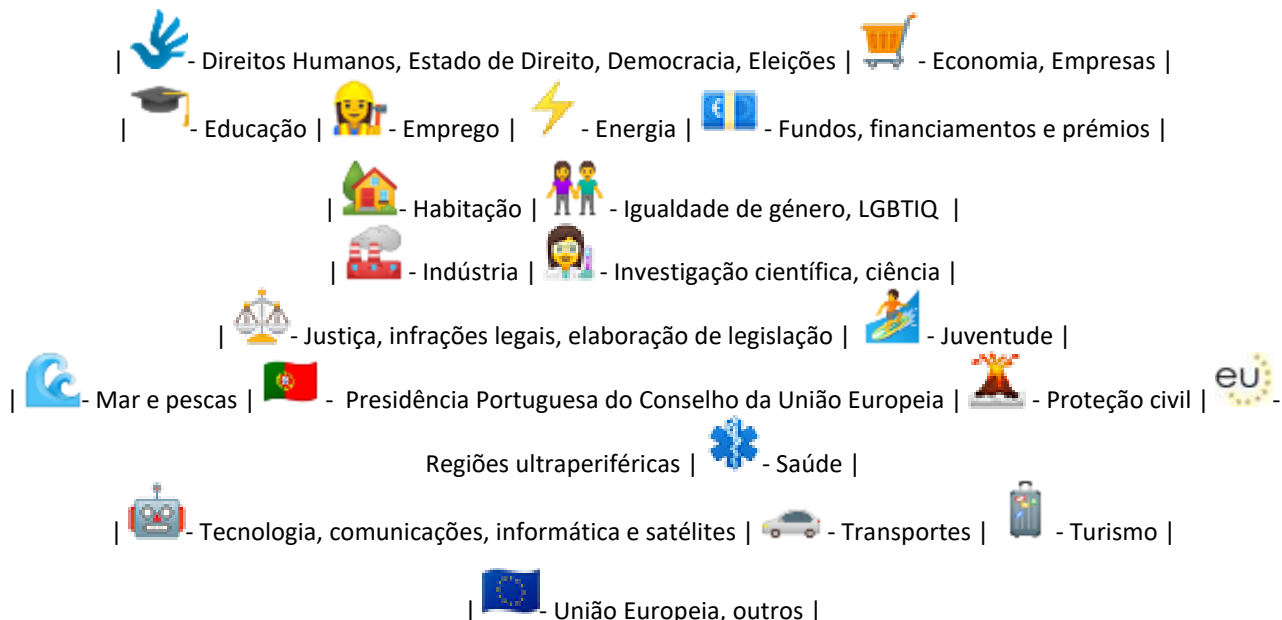 | - Direitos Humanos, Estado de Direito, Democracia, Eleições | - Economia, Empresas |
| - Educação | - Emprego | - Energia | - Fundos, financiamentos e prémios |
| - Habitação | - Igualdade de género, LGBTIQ |
| - Indústria | - Investigação científica, ciência |
| - Justiça, infrações legais, elaboração de legislação | - Juventude |
| - Mar e pescas | - Presidência Portuguesa do Conselho da União Europeia | - Proteção civil | eu -
Regiões ultraperiféricas | - Saúde |
| - Tecnologia, comunicações, informática e satélites | - Transportes | - Turismo |
| - União Europeia, outros |